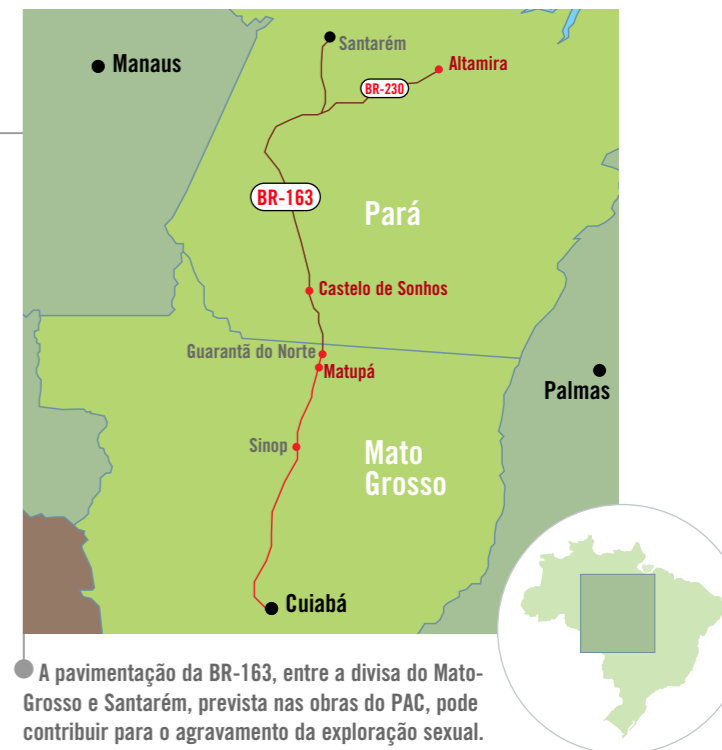 Santarém
Manaus
Altamira
BR-230
BR-163
Pará
Castelo de Sonhos
Guarantã do Norte
Matupá
Palmas
Sinop
Mato
Grosso
Cuiabá
A pavimentação da BR-163, entre a divisa do Mato-
Grosso e Santarém, prevista nas obras do PAC, pode
contribuir para o agravamento da exploração sexual.